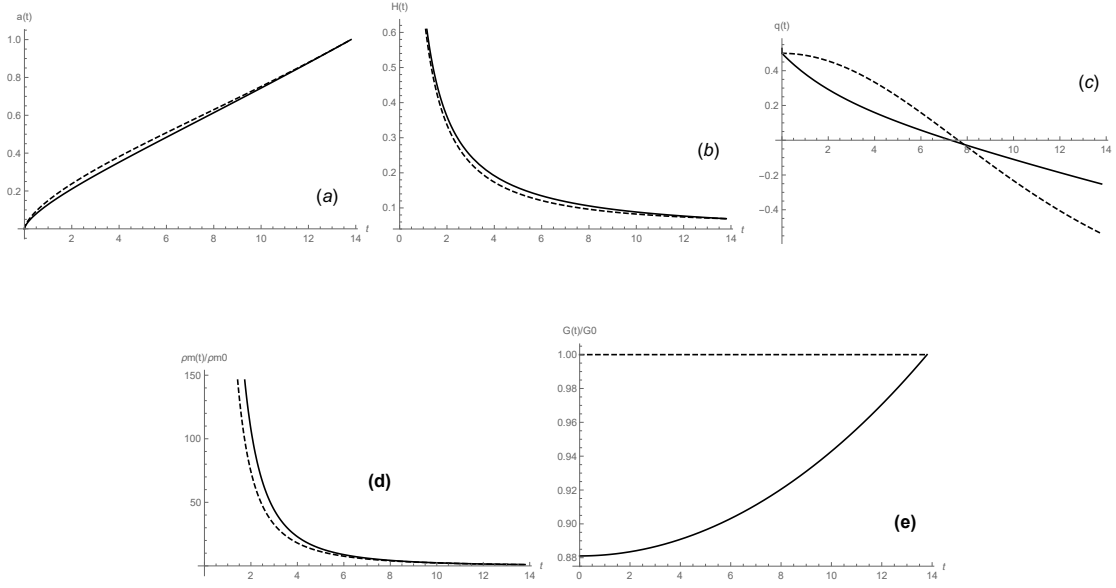 a(t)
1.0
0.8
0.6
0.4
0.2
2 4 6 8 10 12 14
t
(a)
H(t)
0.6
0.5
0.4
0.3
0.2
0.1
0 2 4 6 8 10 12 14
t
(b)
q(t)
0.4
0.2
-0.2
-0.4
2 4 6 8 10 12 14
t
(c)
ρm(t)/ρm0
150
100
50
2 4 6 8 10 12 14
t
(d)
G(t)/G0
1.00
0.98
0.96
0.94
0.92
0.90
0.88
0 2 4 6 8 10 12 14
t
(e)